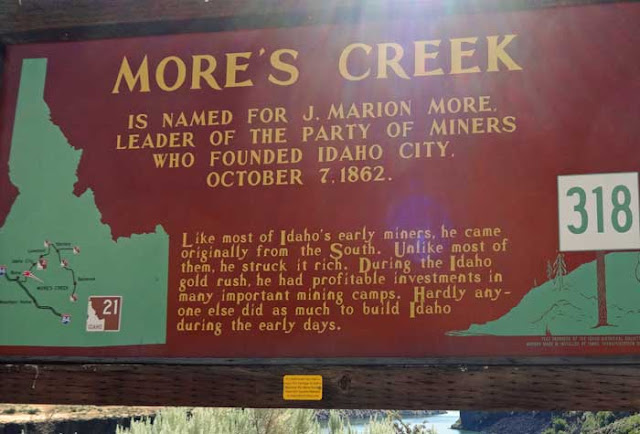 MORE'S CREEK
IS NAMED FOR J. MARION MORE,
LEADER OF THE PARTY OF MINERS
WHO FOUNDED IDAHO CITY,
OCTOBER 7, 1862.
Like most of Idaho's early miners, he came
originally from the South. Unlike most of
them, he struck it rich. During the Idaho
gold rush, he had profitable investments in
many important mining camps. Hardly any-
one else did as much to build Idaho
during the early days.
318
MORE'S CREEK
21
IDAHO